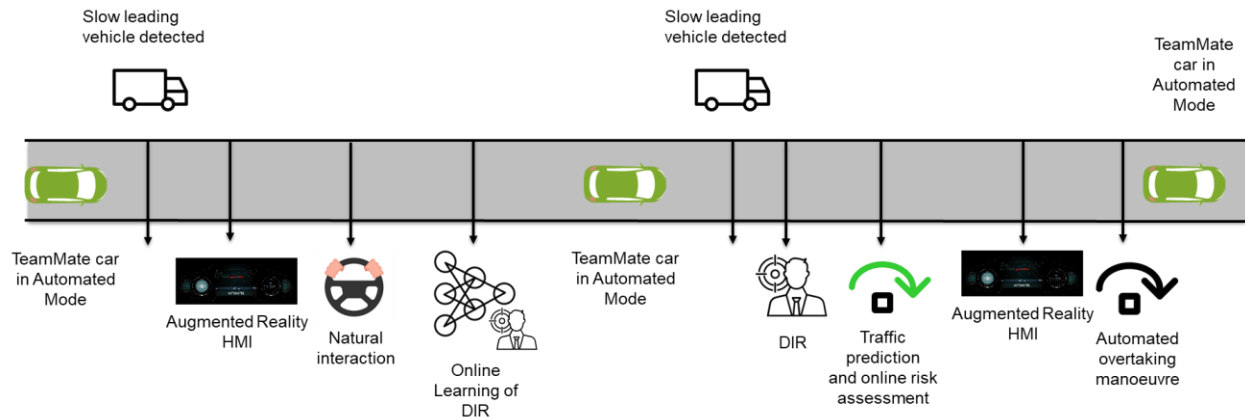 Slow leading
vehicle detected
Slow leading
vehicle detected
TeamMate
car in
Automated
Mode
TeamMate car
in Automated
Mode
Augmented Reality
HMI
Natural
interaction
Online
Learning of
DIR
TeamMate car
in Automated
Mode
DIR
Traffic
prediction
and online risk
assessment
Augmented Reality
HMI
Automated
overtaking
manoeuvre